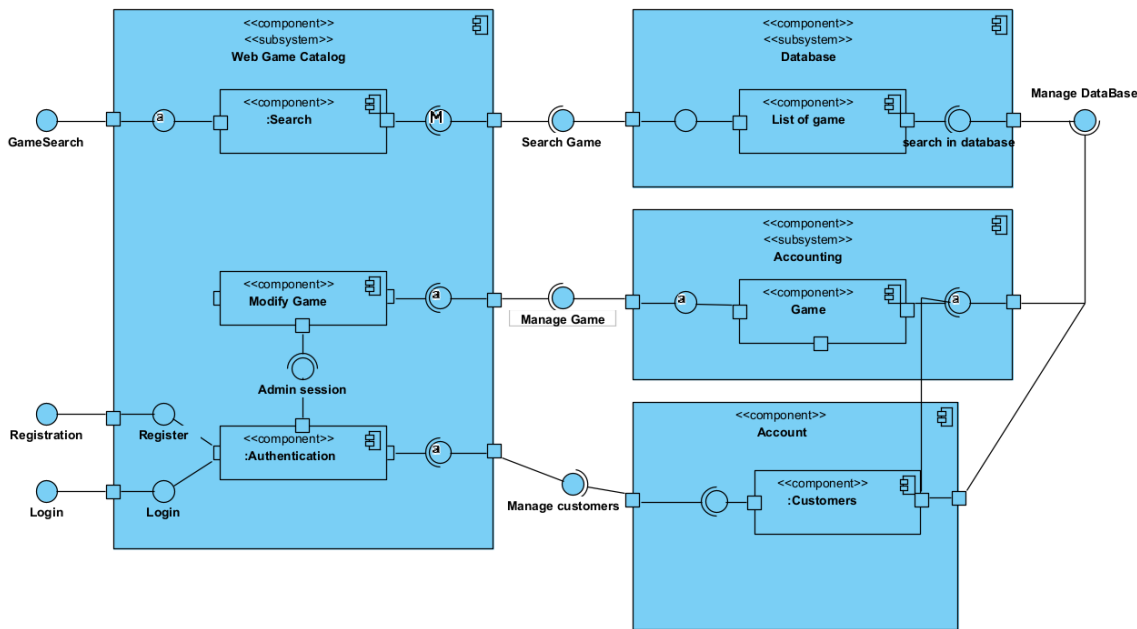 <<component>>
<<subsystem>>
Web Game Catalog
<<component>>
:Search
a
M
GameSearch
Search Game
<<component>>
<<subsystem>>
Database
<<component>>
List of game
search in database
Manage DataBase
<<component>>
Modify Game
a
Manage Game
Admin session
<<component>>
<<subsystem>>
Accounting
a
<<component>>
Game
a
Registration
Register
<<component>>
:Authentication
a
Login
Login
Manage customers
<<component>>
Account
<<component>>
:Customers